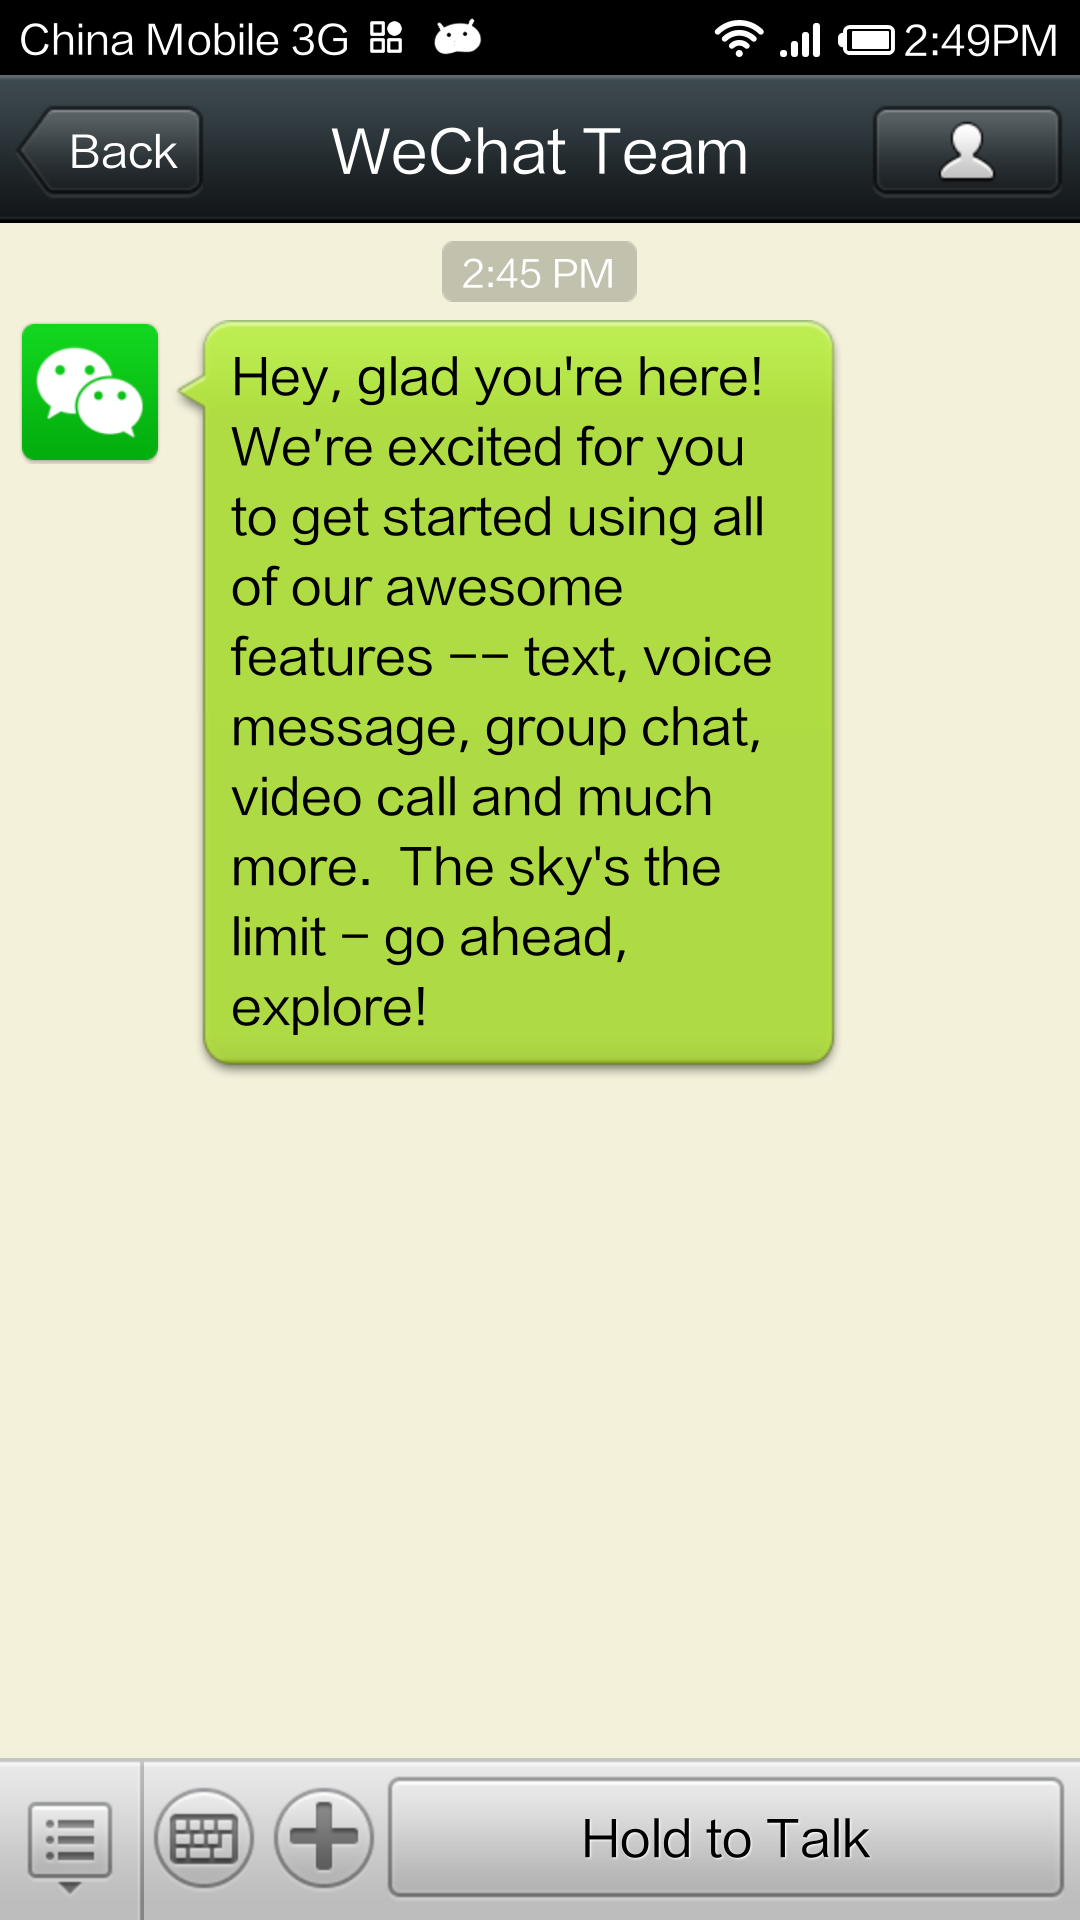 China Mobile 3G 2:49PM
Back WeChat Team
2:45 PM
Hey, glad you're here!
We're excited for you
to get started using all
of our awesome
features -- text, voice
message, group chat,
video call and much
more.  The sky's the
limit - go ahead,
explore!
Hold to Talk